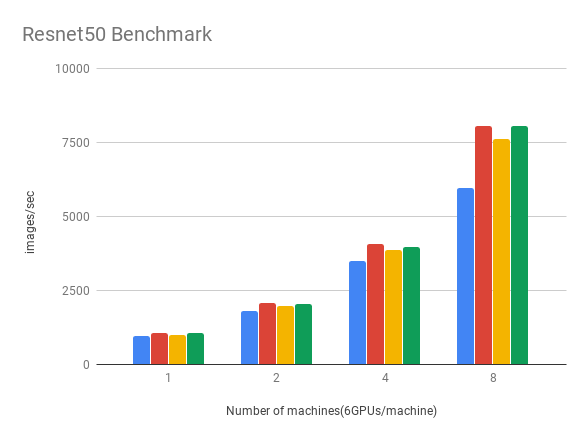 Resnet50 Benchmark
10000
7500
5000
2500
0
images/sec
1 2 4 8
Number of machines(6GPUs/machine)